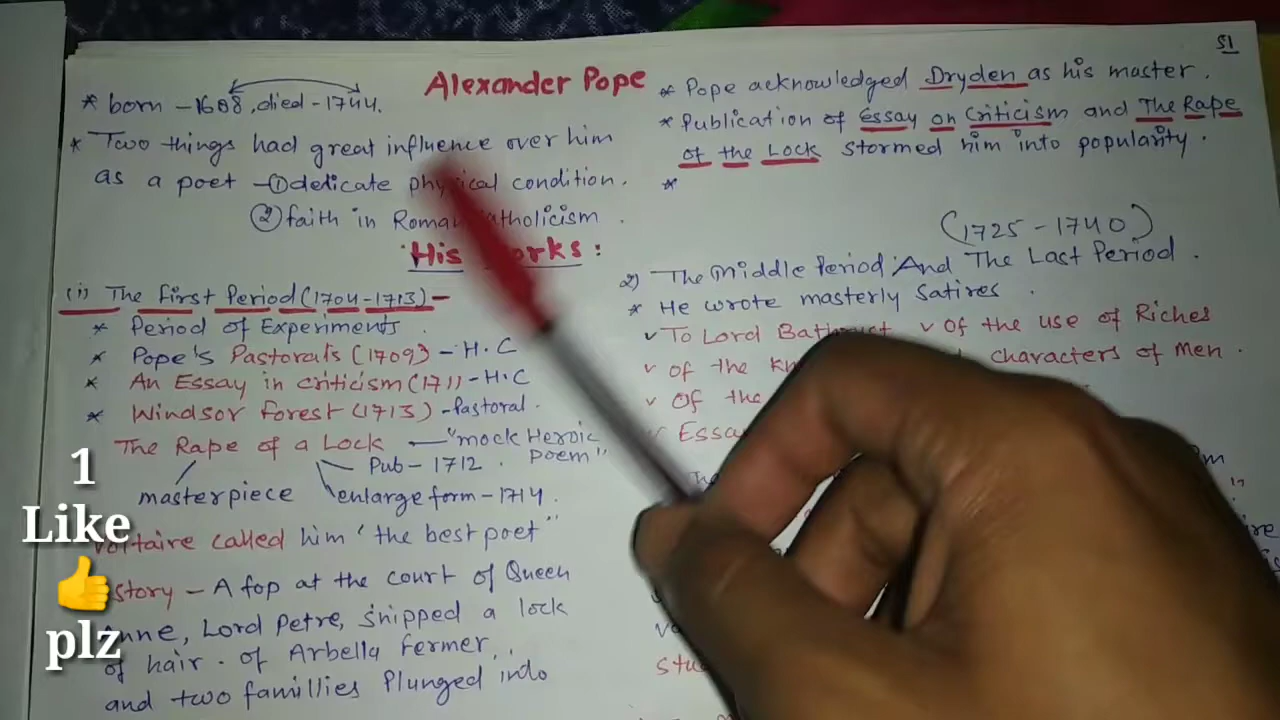 51
Alexander Pope
* born - 1688, died - 1744.
* Two things had great influence over him
as a poet - ① dedicate physical condition.
② faith in Roman Catholicism .
His Works :
(i) The First Period (1704-1713) -
* Period of Experiments .
* Pope's Pastorals (1709) - H.C
* An Essay in criticism (1711) - H.C
* Windsor Forest (1713) - Pastoral .
The Rape of a Lock — "mock Heroic Poem"
Pub - 1712 .
masterpiece enlarge form - 1714 .
Voltaire called him 'the best poet"
story - A fop at the court of Queen
Anne, Lord Petre, snipped a lock
of hair . of Arbella Fermer, .
and two famillies Plunged into
* Pope acknowledged Dryden as his master .
* Publication of Essay on Criticism and The Rape
of the Lock stormed him into popularity .
*
(1725 - 1740)
2) The Middle Period And The Last Period .
* He wrote masterly Satires .
✓ To Lord ✓ Of the use of Riches
✓ of the characters of Men .
✓ Of the
✓
1
Like
👍
plz